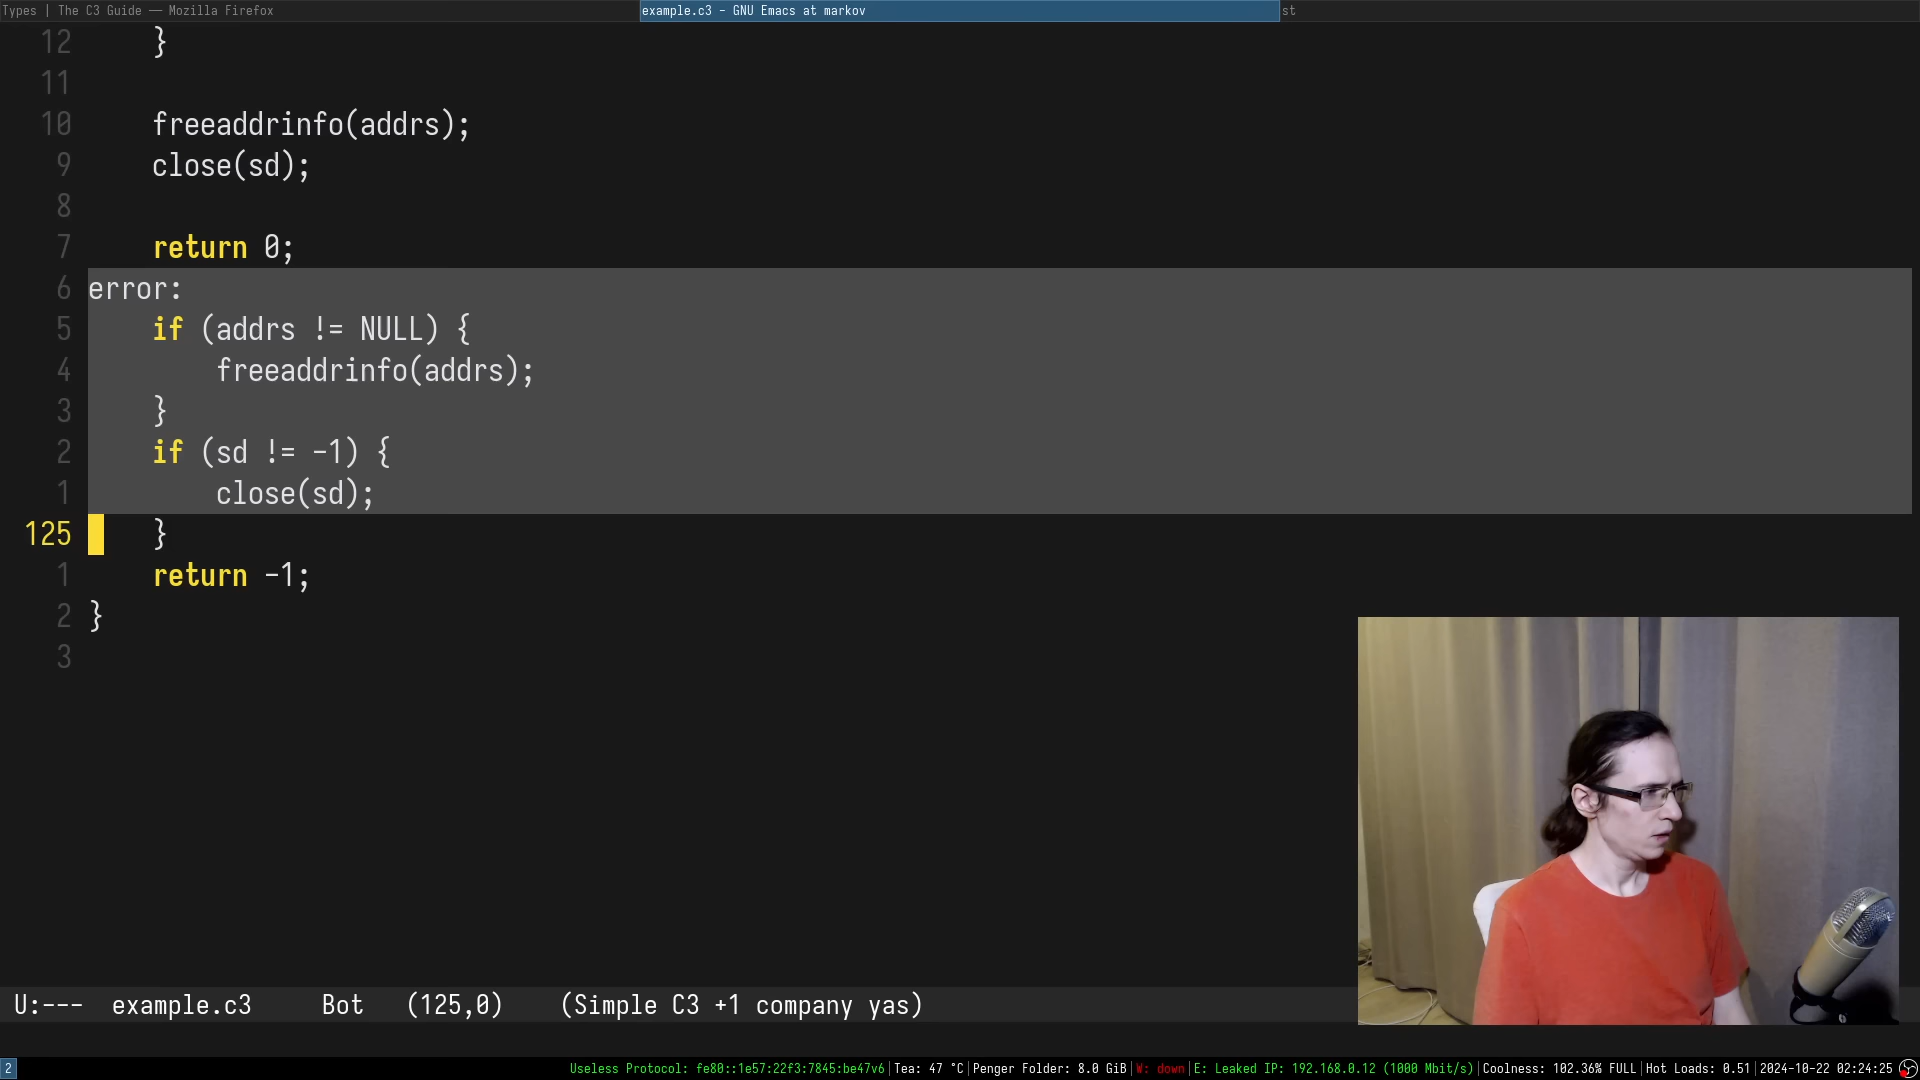 Types | The C3 Guide — Mozilla Firefox
example.c3 - GNU Emacs at markov
st
12 }
11
10 freeaddrinfo(addrs);
9 close(sd);
8
7 return 0;
6 error:
5 if (addrs != NULL) {
4 freeaddrinfo(addrs);
3 }
2 if (sd != -1) {
1 close(sd);
125 }
1 return -1;
2 }
3
U:--- example.c3 Bot (125,0) (Simple C3 +1 company yas)
2 Useless Protocol: fe80::1e57:22f3:7845:be47v6|Tea: 47 °C|Penger Folder: 8.0 GiB|W: down|E: Leaked IP: 192.168.0.12 (1000 Mbit/s)|Coolness: 102.36% FULL|Hot Loads: 0.51|2024-10-22 02:24:25